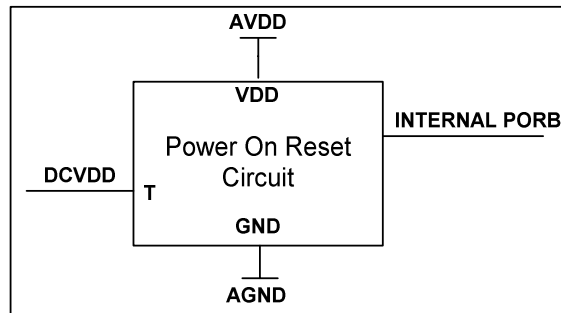 AVDD
VDD
INTERNAL PORB
Power On Reset
Circuit
DCVDD
T
GND
AGND